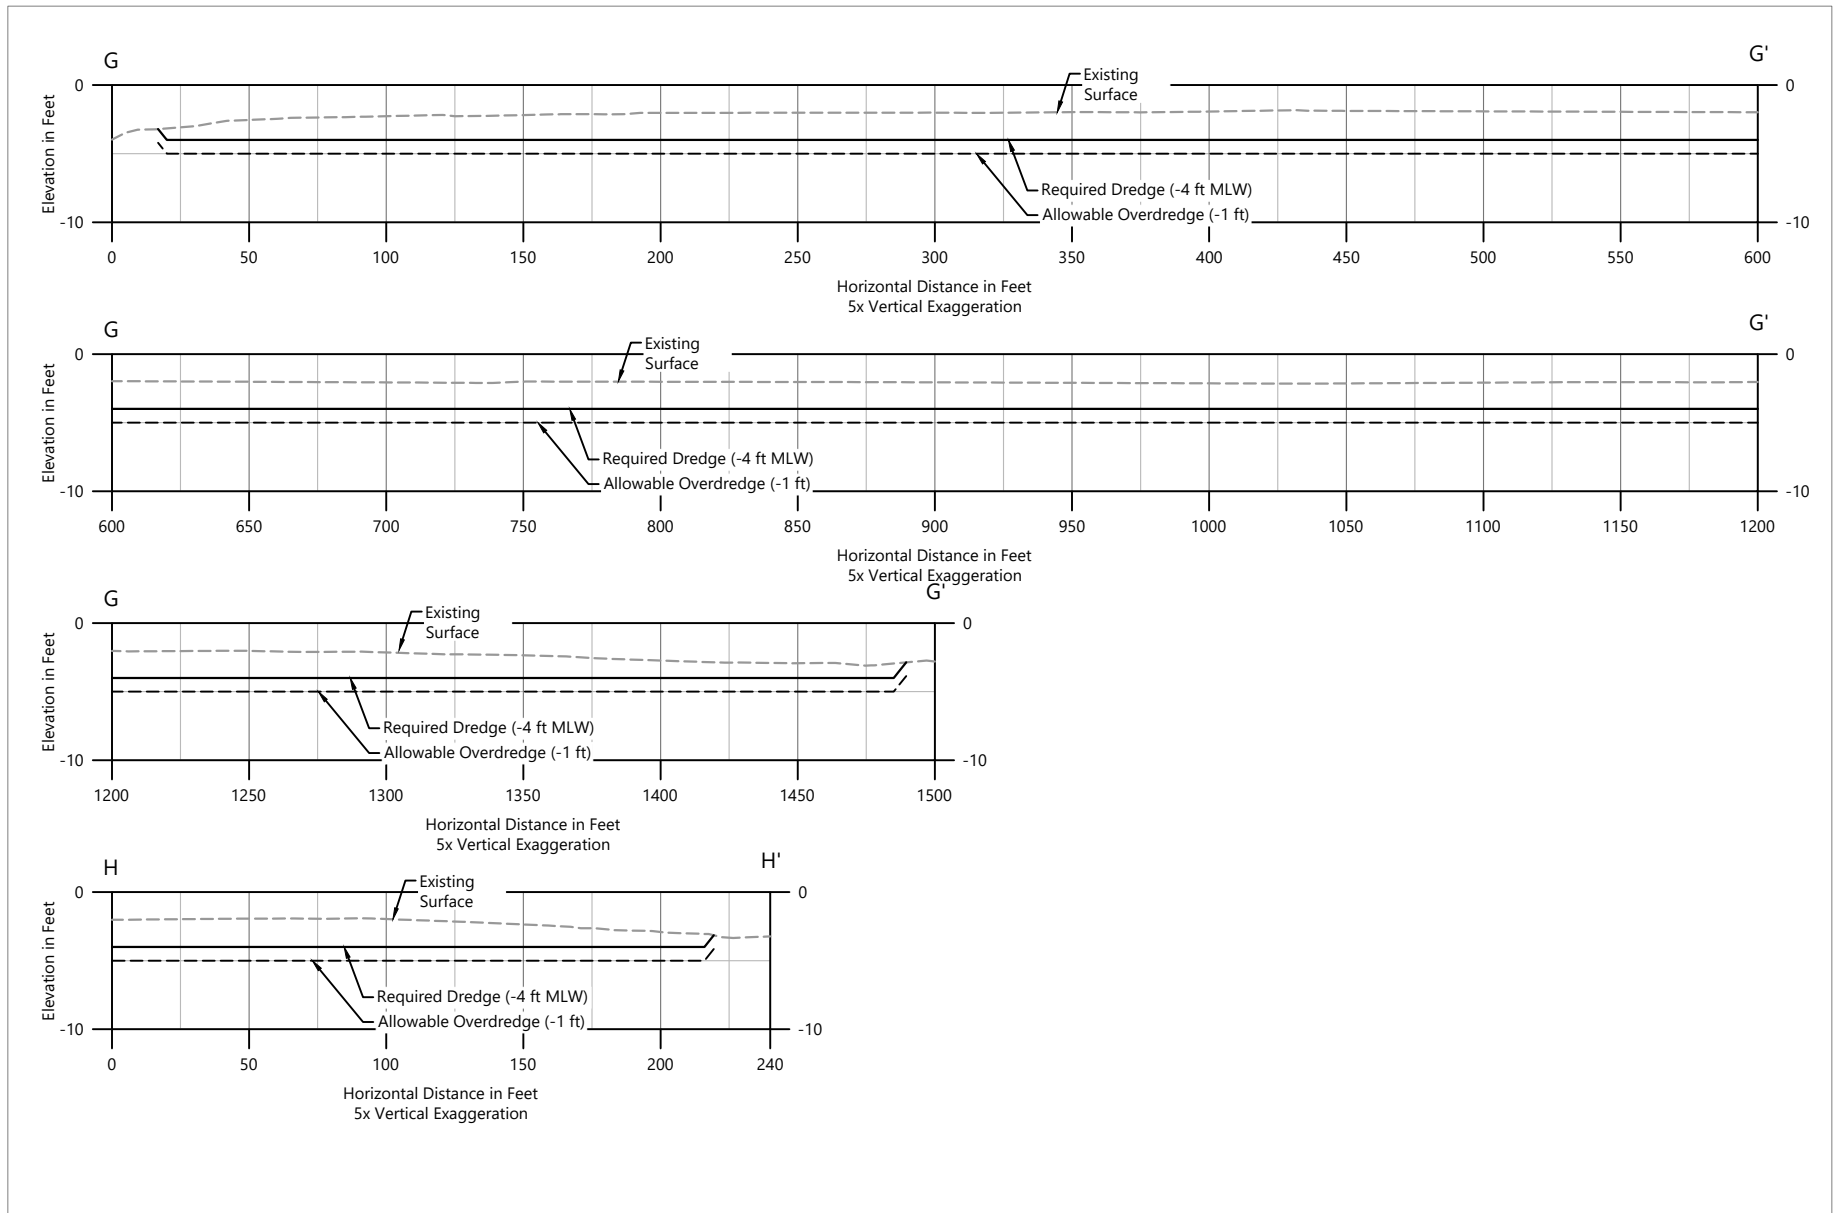 G
G'
Existing
Surface
0
0
Elevation in Feet
Required Dredge (-4 ft MLW)
Allowable Overdredge (-1 ft)
-10
-10
0 50 100 150 200 250 300 350 400 450 500 550 600
Horizontal Distance in Feet
5x Vertical Exaggeration
G
G'
Existing
Surface
0
0
Elevation in Feet
Required Dredge (-4 ft MLW)
Allowable Overdredge (-1 ft)
-10
-10
600 650 700 750 800 850 900 950 1000 1050 1100 1150 1200
Horizontal Distance in Feet
5x Vertical Exaggeration
G
G'
Existing
Surface
0
0
Elevation in Feet
Required Dredge (-4 ft MLW)
Allowable Overdredge (-1 ft)
-10
-10
1200 1250 1300 1350 1400 1450 1500
Horizontal Distance in Feet
5x Vertical Exaggeration
H
H'
Existing
Surface
0
0
Elevation in Feet
Required Dredge (-4 ft MLW)
Allowable Overdredge (-1 ft)
-10
-10
0 50 100 150 200 240
Horizontal Distance in Feet
5x Vertical Exaggeration